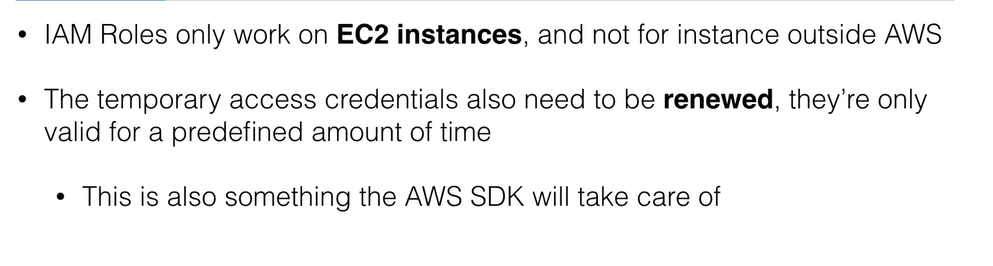 • IAM Roles only work on EC2 instances, and not for instance outside AWS
• The temporary access credentials also need to be renewed, they're only
valid for a predefined amount of time
• This is also something the AWS SDK will take care of